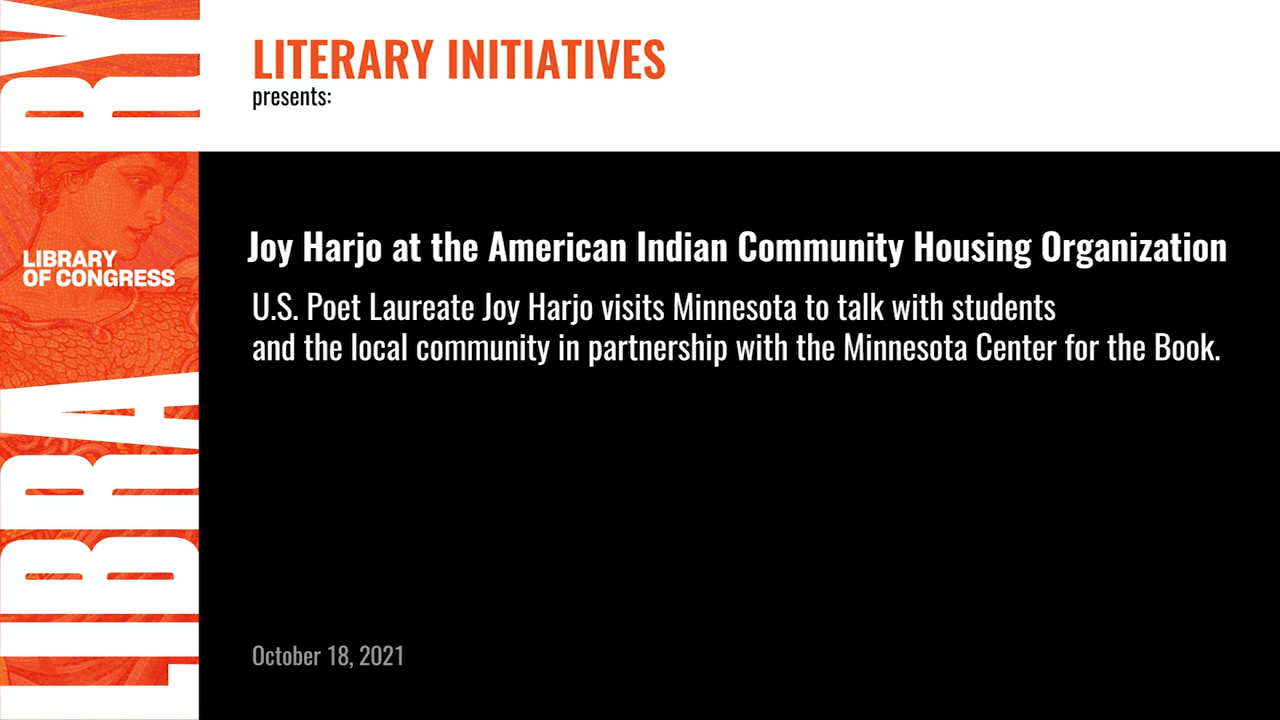 LITERARY INITIATIVES
presents:
LIBRARY
LIBRARY
OF CONGRESS
Joy Harjo at the American Indian Community Housing Organization
U.S. Poet Laureate Joy Harjo visits Minnesota to talk with students
and the local community in partnership with the Minnesota Center for the Book.
October 18, 2021